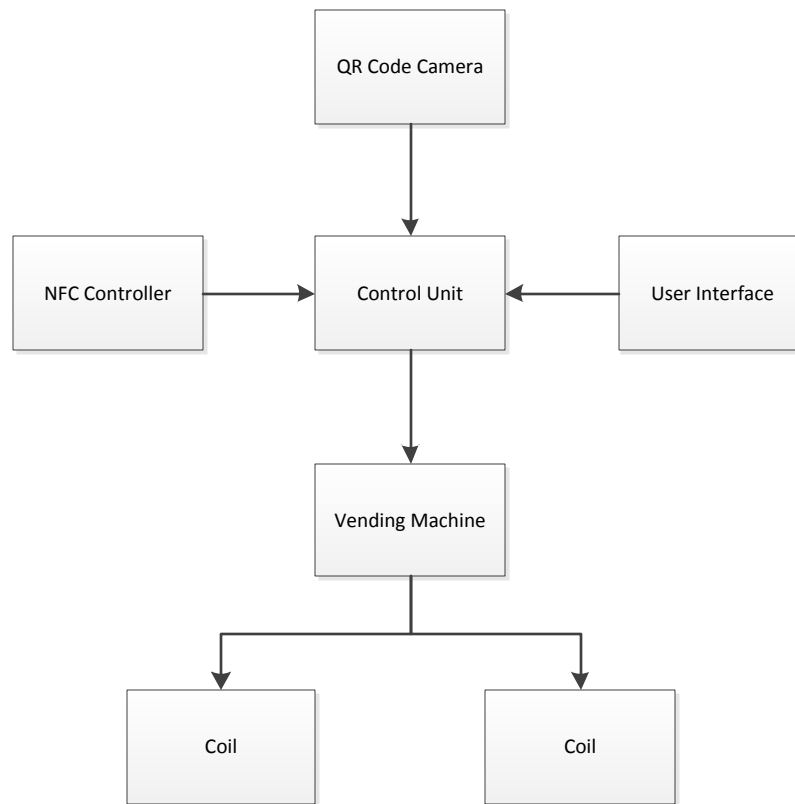 QR Code Camera
NFC Controller
Control Unit
User Interface
Vending Machine
Coil
Coil